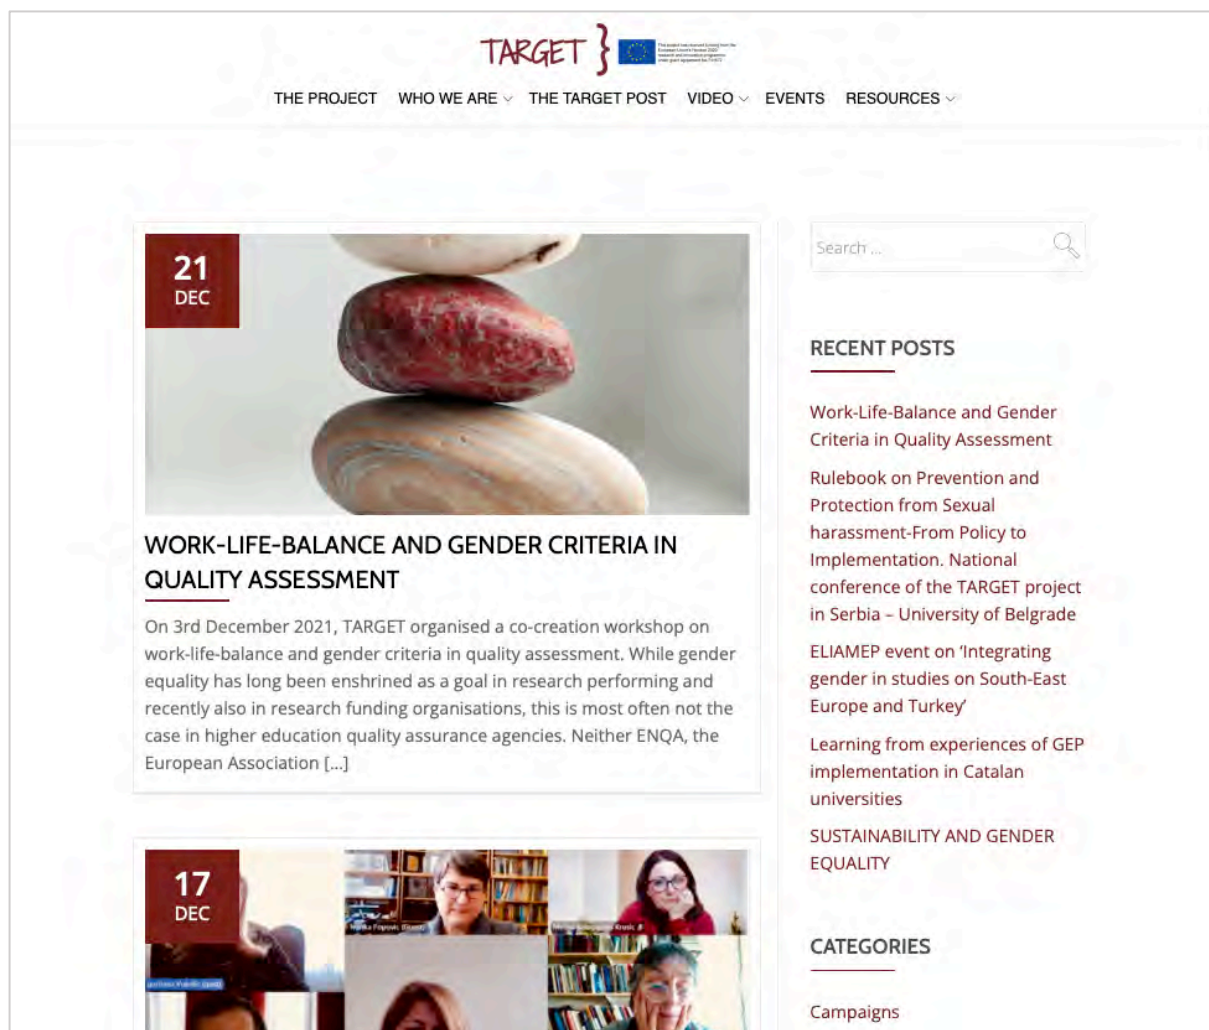 TARGET
THE PROJECT WHO WE ARE THE TARGET POST VIDEO EVENTS RESOURCES
21
DEC
WORK-LIFE-BALANCE AND GENDER CRITERIA IN
QUALITY ASSESSMENT
On 3rd December 2021, TARGET organised a co-creation workshop on
work-life-balance and gender criteria in quality assessment. While gender
equality has long been enshrined as a goal in research performing and
recently also in research funding organisations, this is most often not the
case in higher education quality assurance agencies. Neither ENQA, the
European Association [...]
17
DEC
Search ...
RECENT POSTS
Work-Life-Balance and Gender
Criteria in Quality Assessment
Rulebook on Prevention and
Protection from Sexual
harassment-From Policy to
Implementation. National
conference of the TARGET project
in Serbia – University of Belgrade
ELIAMEP event on ‘Integrating
gender in studies on South-East
Europe and Turkey’
Learning from experiences of GEP
implementation in Catalan
universities
SUSTAINABILITY AND GENDER
EQUALITY
CATEGORIES
Campaigns